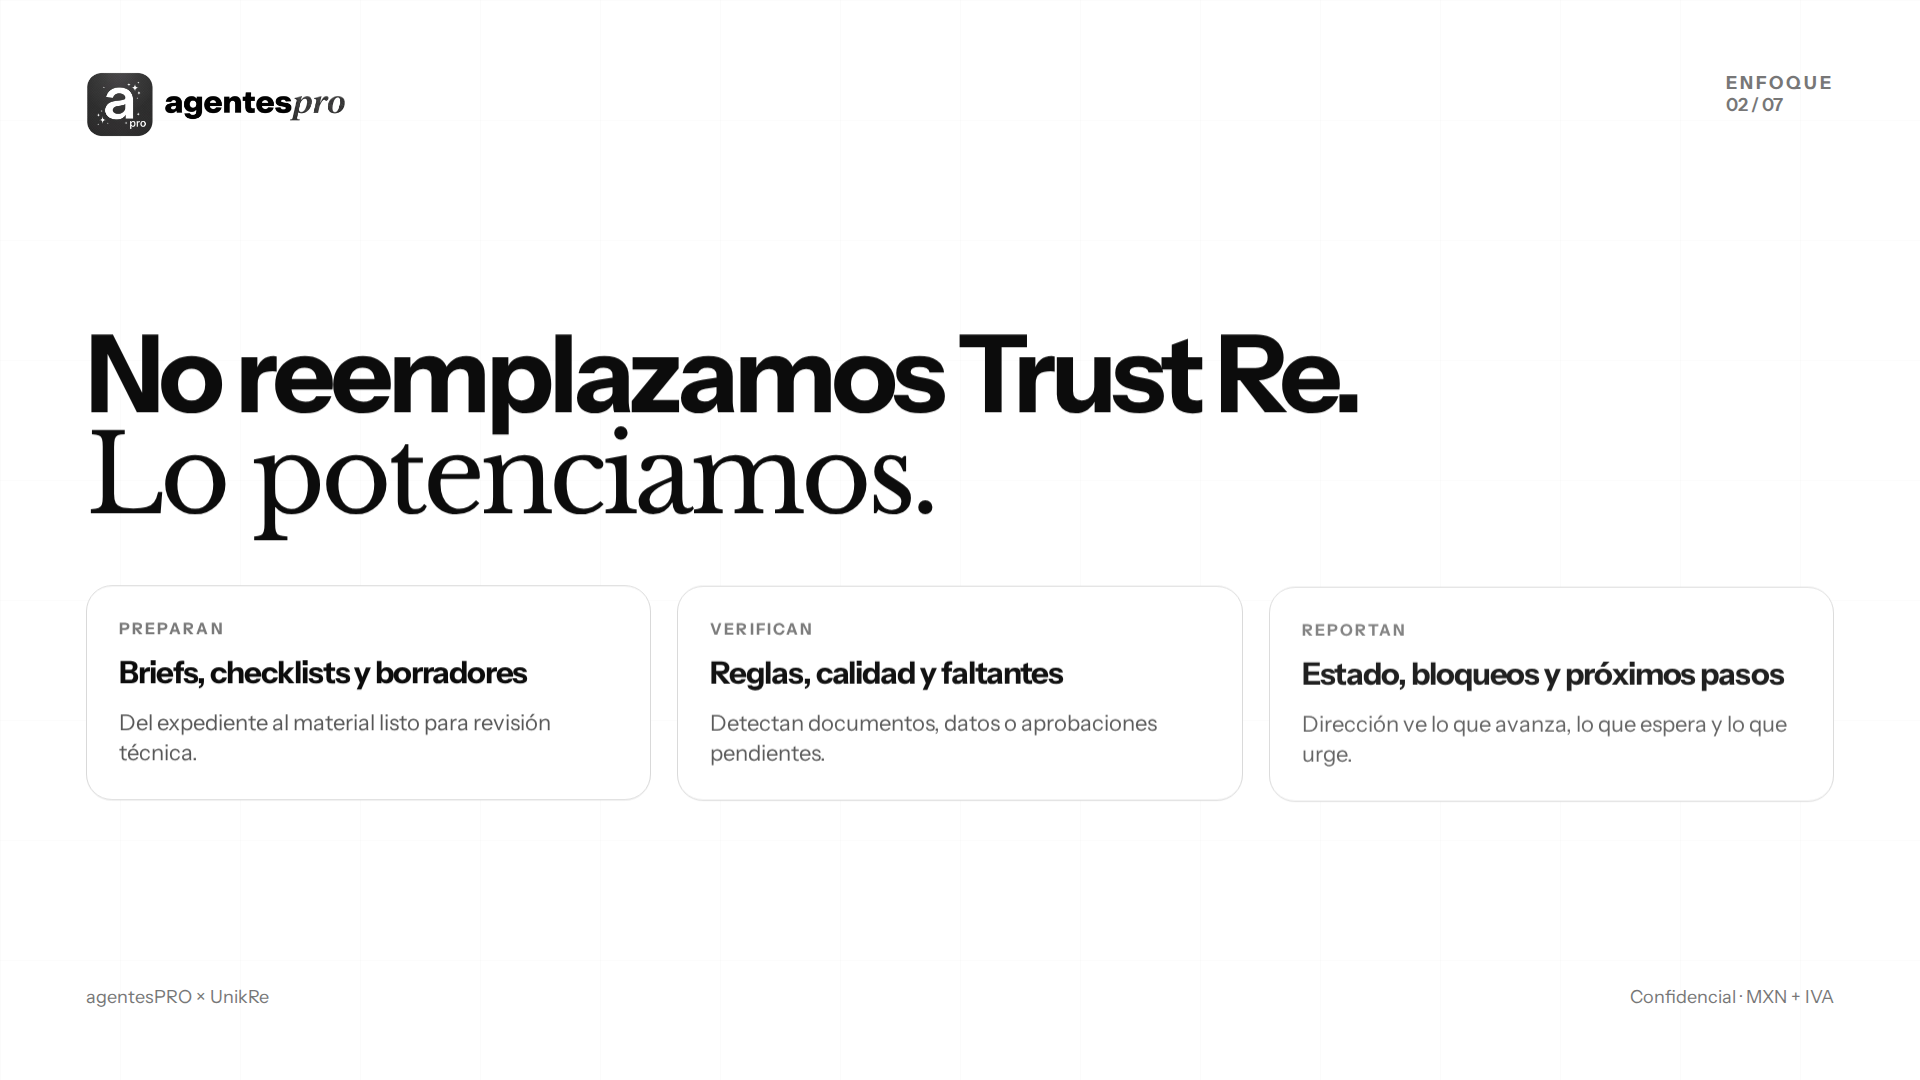 a
pro
agentespro
ENFOQUE
02 / 07
No reemplazamos Trust Re.
Lo potenciamos.
PREPARAN
Briefs, checklists y borradores
Del expediente al material listo para revisión
técnica.
VERIFICAN
Reglas, calidad y faltantes
Detectan documentos, datos o aprobaciones
pendientes.
REPORTAN
Estado, bloqueos y próximos pasos
Dirección ve lo que avanza, lo que espera y lo que
urge.
agentesPRO × UnikRe
Confidencial · MXN + IVA